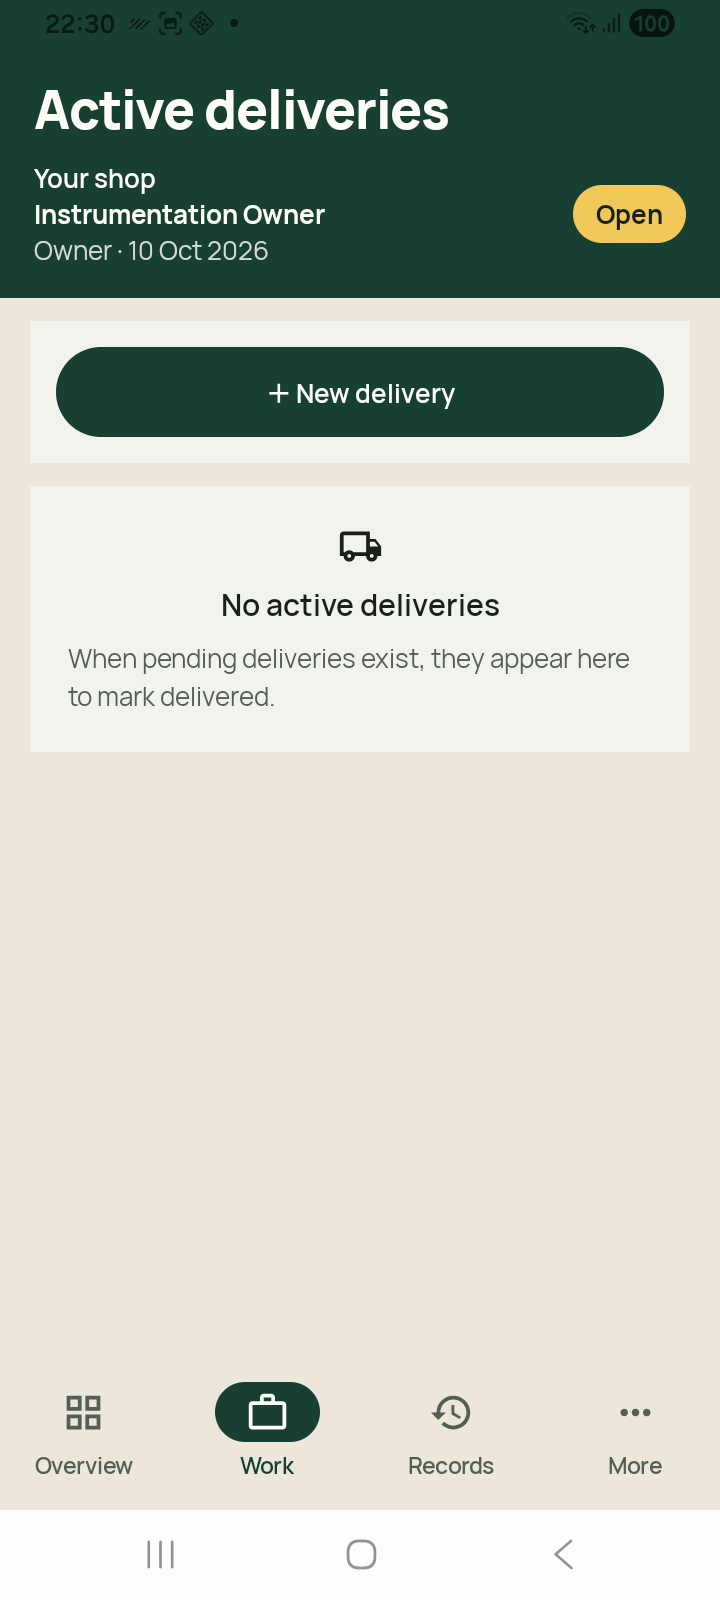 22:30
100
Active deliveries
Your shop
Instrumentation Owner
Owner · 10 Oct 2026
Open
+ New delivery
No active deliveries
When pending deliveries exist, they appear here
to mark delivered.
Overview
Work
Records
More